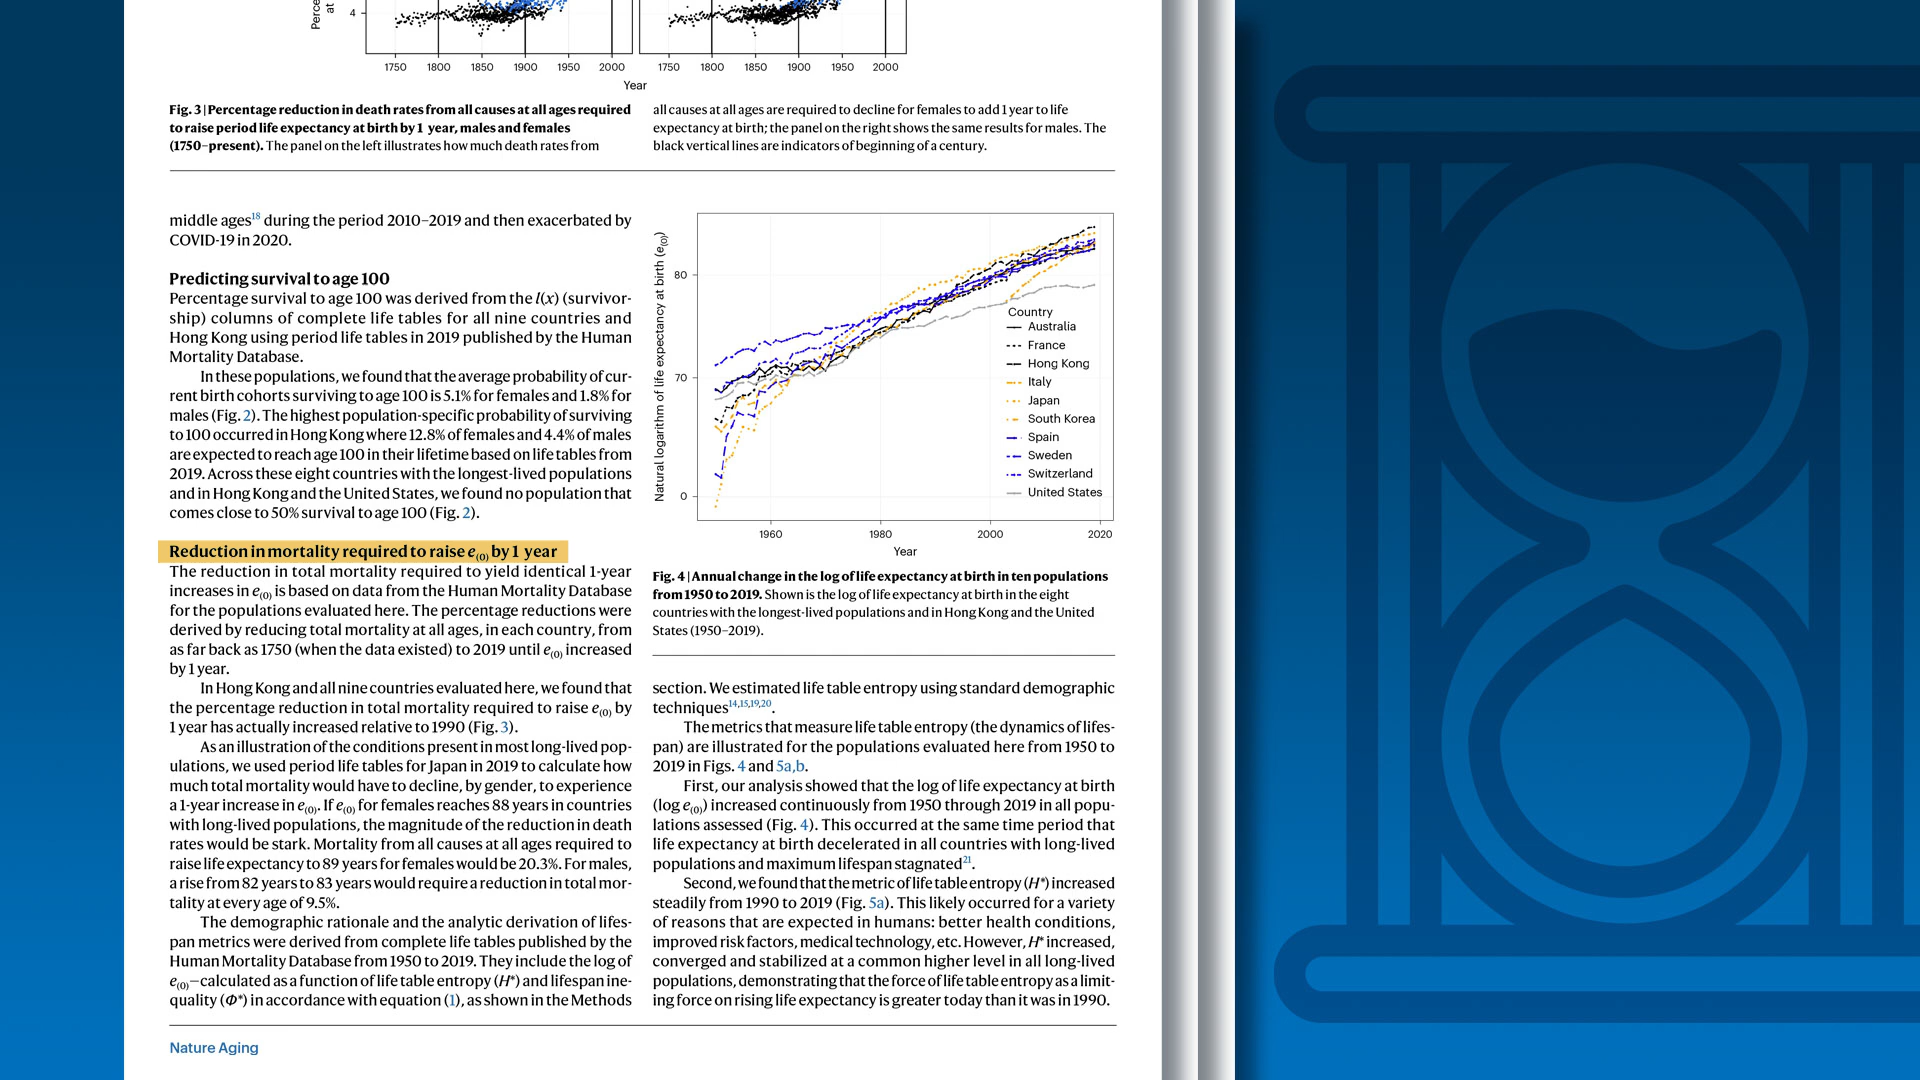 Perce
at
4
1750 1800 1850 1900 1950 2000
1750 1800 1850 1900 1950 2000
Year
Fig. 3 | Percentage reduction in death rates from all causes at all ages required
to raise period life expectancy at birth by 1 year, males and females
(1750–present). The panel on the left illustrates how much death rates from
all causes at all ages are required to decline for females to add 1 year to life
expectancy at birth; the panel on the right shows the same results for males. The
black vertical lines are indicators of beginning of a century.
middle ages18 during the period 2010–2019 and then exacerbated by
COVID-19 in 2020.
Predicting survival to age 100
Percentage survival to age 100 was derived from the l(x) (survivor-
ship) columns of complete life tables for all nine countries and
Hong Kong using period life tables in 2019 published by the Human
Mortality Database.
In these populations, we found that the average probability of cur-
rent birth cohorts surviving to age 100 is 5.1% for females and 1.8% for
males (Fig. 2). The highest population-specific probability of surviving
to 100 occurred in Hong Kong where 12.8% of females and 4.4% of males
are expected to reach age 100 in their lifetime based on life tables from
2019. Across these eight countries with the longest-lived populations
and in Hong Kong and the United States, we found no population that
comes close to 50% survival to age 100 (Fig. 2).
Reduction in mortality required to raise e(0) by 1 year
The reduction in total mortality required to yield identical 1-year
increases in e(0) is based on data from the Human Mortality Database
for the populations evaluated here. The percentage reductions were
derived by reducing total mortality at all ages, in each country, from
as far back as 1750 (when the data existed) to 2019 until e(0) increased
by 1 year.
In Hong Kong and all nine countries evaluated here, we found that
the percentage reduction in total mortality required to raise e(0) by
1 year has actually increased relative to 1990 (Fig. 3).
As an illustration of the conditions present in most long-lived pop-
ulations, we used period life tables for Japan in 2019 to calculate how
much total mortality would have to decline, by gender, to experience
a 1-year increase in e(0). If e(0) for females reaches 88 years in countries
with long-lived populations, the magnitude of the reduction in death
rates would be stark. Mortality from all causes at all ages required to
raise life expectancy to 89 years for females would be 20.3%. For males,
a rise from 82 years to 83 years would require a reduction in total mor-
tality at every age of 9.5%.
The demographic rationale and the analytic derivation of lifes-
pan metrics were derived from complete life tables published by the
Human Mortality Database from 1950 to 2019. They include the log of
e(0)—calculated as a function of life table entropy (H*) and lifespan ine-
quality (Φ*) in accordance with equation (1), as shown in the Methods
Natural logarithm of life expectancy at birth (e(0))
80
70
0
Country
Australia
France
Hong Kong
Italy
Japan
South Korea
Spain
Sweden
Switzerland
United States
1960 1980 2000 2020
Year
Fig. 4 | Annual change in the log of life expectancy at birth in ten populations
from 1950 to 2019. Shown is the log of life expectancy at birth in the eight
countries with the longest-lived populations and in Hong Kong and the United
States (1950–2019).
section. We estimated life table entropy using standard demographic
techniques14,15,19,20.
The metrics that measure life table entropy (the dynamics of lifes-
pan) are illustrated for the populations evaluated here from 1950 to
2019 in Figs. 4 and 5a,b.
First, our analysis showed that the log of life expectancy at birth
(log e(0)) increased continuously from 1950 through 2019 in all popu-
lations assessed (Fig. 4). This occurred at the same time period that
life expectancy at birth decelerated in all countries with long-lived
populations and maximum lifespan stagnated21.
Second, we found that the metric of life table entropy (H*) increased
steadily from 1990 to 2019 (Fig. 5a). This likely occurred for a variety
of reasons that are expected in humans: better health conditions,
improved risk factors, medical technology, etc. However, H* increased,
converged and stabilized at a common higher level in all long-lived
populations, demonstrating that the force of life table entropy as a limit-
ing force on rising life expectancy is greater today than it was in 1990.
Nature Aging